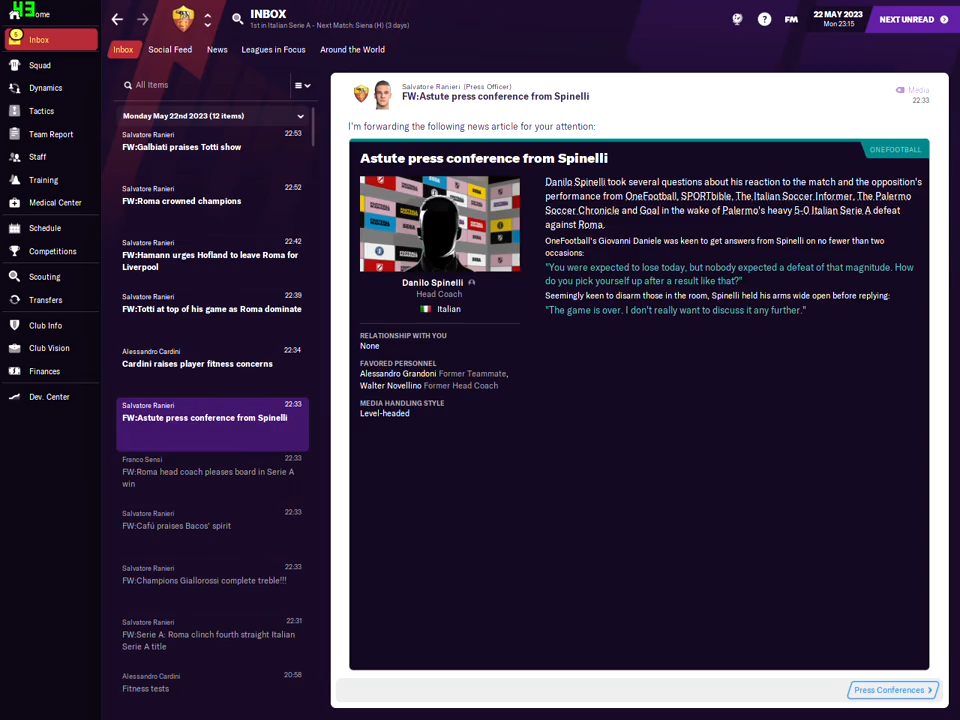 43
ome
INBOX
1st in Italian Serie A - Next Match: Siena (H) (3 days)
?
FM
22 MAY 2023
Mon 23:15
NEXT UNREAD
5
Inbox
Squad
Dynamics
Tactics
Team Report
Staff
Training
Medical Center
Schedule
Competitions
Scouting
Transfers
Club Info
Club Vision
Finances
Dev. Center
Inbox
Social Feed
News
Leagues in Focus
Around the World
All Items
Monday May 22nd 2023 (12 items)
Salvatore Ranieri
22:53
FW:Galbiati praises Totti show
Salvatore Ranieri
22:52
FW:Roma crowned champions
Salvatore Ranieri
22:42
FW:Hamann urges Hofland to leave Roma for
Liverpool
Salvatore Ranieri
22:39
FW:Totti at top of his game as Roma dominate
Alessandro Cardini
22:34
Cardini raises player fitness concerns
Salvatore Ranieri
22:33
FW:Astute press conference from Spinelli
Franco Sensi
22:33
FW:Roma head coach pleases board in Serie A
win
Salvatore Ranieri
22:33
FW:Cafú praises Bacos' spirit
Salvatore Ranieri
22:33
FW:Champions Giallorossi complete treble!!!
Salvatore Ranieri
22:31
FW:Serie A: Roma clinch fourth straight Italian
Serie A title
Alessandro Cardini
20:58
Fitness tests
Salvatore Ranieri (Press Officer)
FW:Astute press conference from Spinelli
Media
22:33
I'm forwarding the following news article for your attention:
Astute press conference from Spinelli
ONEFOOTBALL
Danilo Spinelli
Head Coach
Italian
RELATIONSHIP WITH YOU
None
FAVORED PERSONNEL
Alessandro Grandoni Former Teammate,
Walter Novellino Former Head Coach
MEDIA HANDLING STYLE
Level-headed
Danilo Spinelli took several questions about his reaction to the match and the opposition's
performance from OneFootball, SPORTbible, The Italian Soccer Informer, The Palermo
Soccer Chronicle and Goal in the wake of Palermo's heavy 5-0 Italian Serie A defeat
against Roma.
OneFootball's Giovanni Daniele was keen to get answers from Spinelli on no fewer than two
occasions:
"You were expected to lose today, but nobody expected a defeat of that magnitude. How
do you pick yourself up after a result like that?"
Seemingly keen to disarm those in the room, Spinelli held his arms wide open before replying:
"The game is over. I don't really want to discuss it any further."
Press Conferences